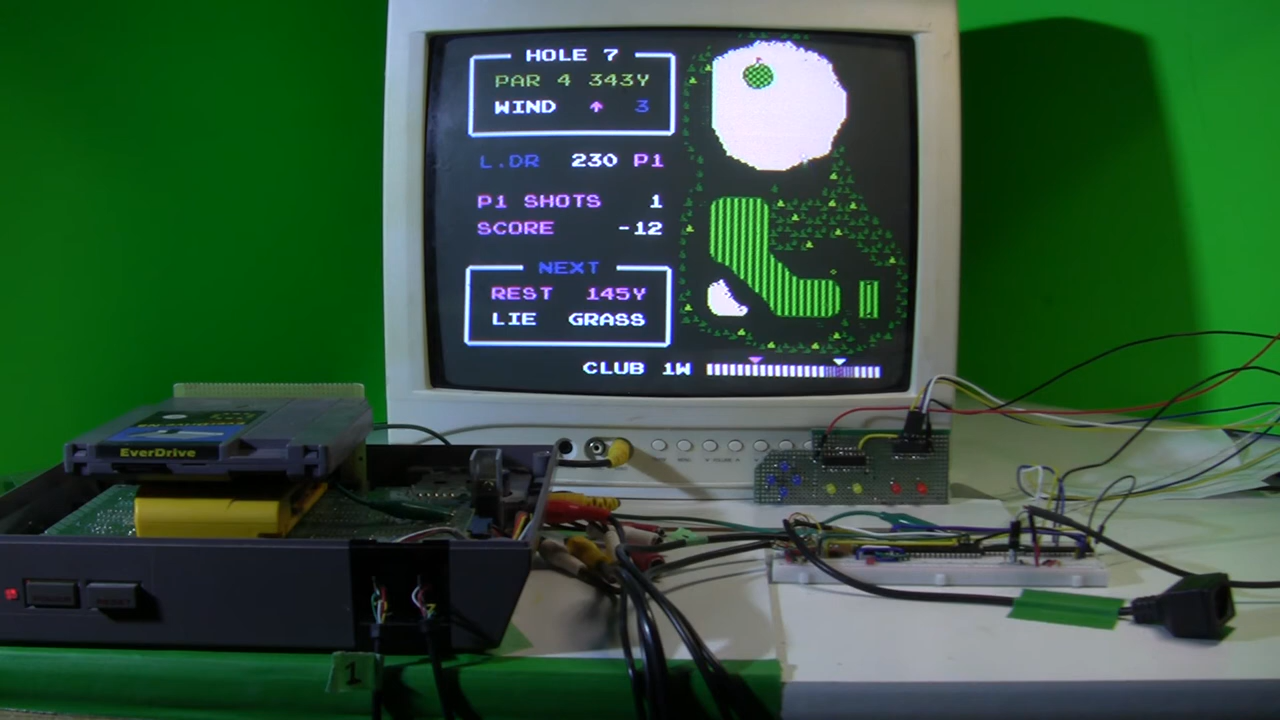 HOLE 7
PAR 4 343Y
WIND ↑ 3
L.DR 230 P1
P1 SHOTS 1
SCORE -12
NEXT
REST 145Y
LIE GRASS
CLUB 1W
EverDrive
1